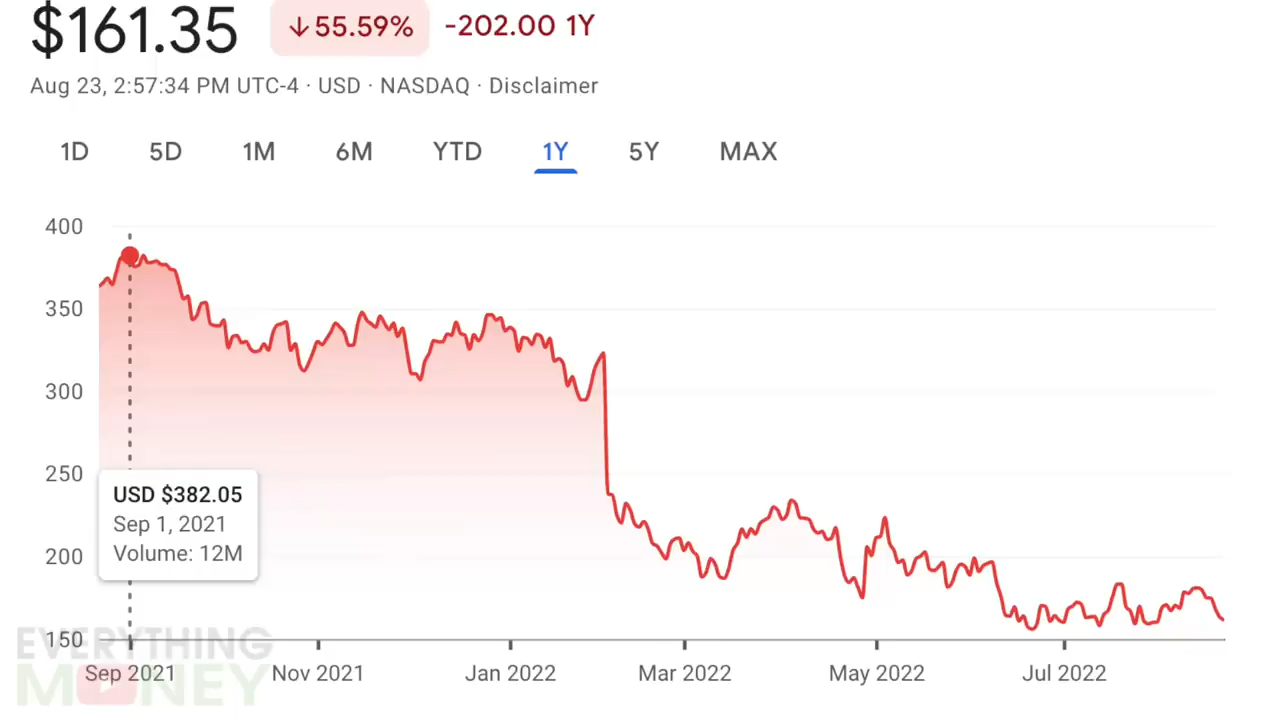 $161.35 ↓55.59% -202.00 1Y
Aug 23, 2:57:34 PM UTC-4 · USD · NASDAQ · Disclaimer
1D 5D 1M 6M YTD 1Y 5Y MAX
400
350
300
250
200
150
USD $382.05
Sep 1, 2021
Volume: 12M
Sep 2021 Nov 2021 Jan 2022 Mar 2022 May 2022 Jul 2022
EVERYTHING
MONEY